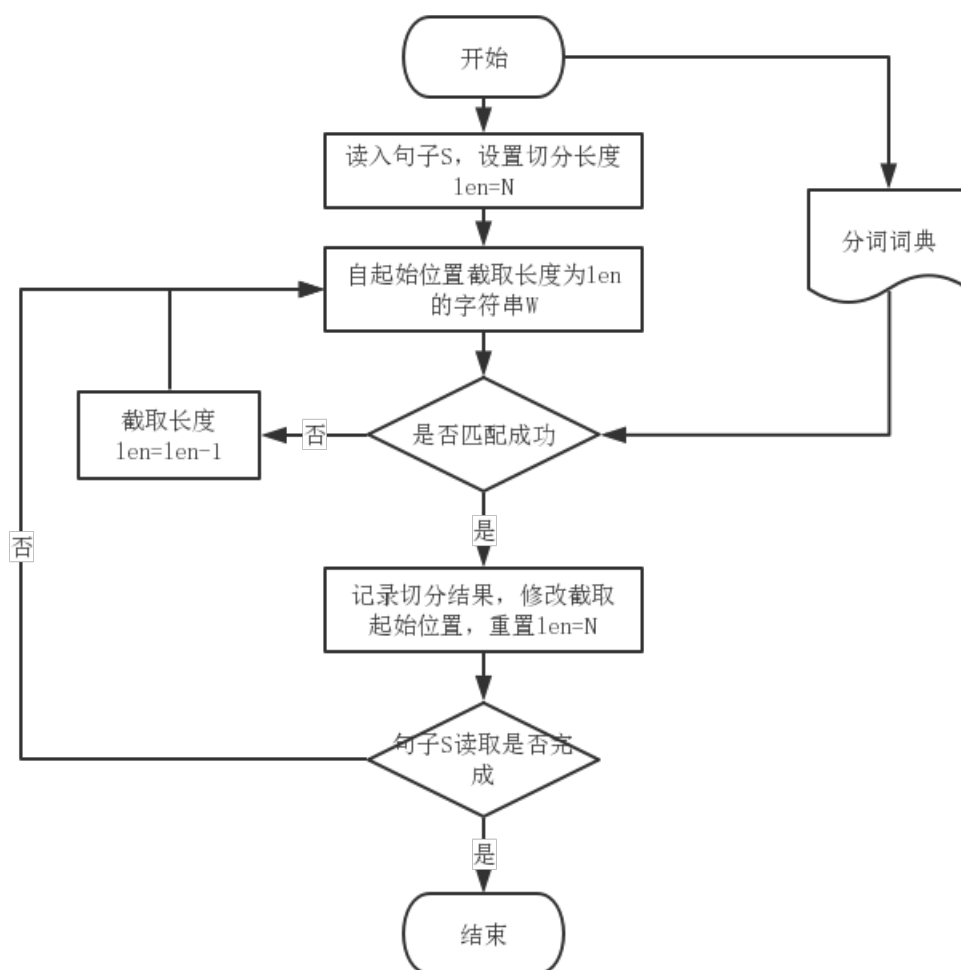 开始
读入句子S，设置切分长度
len=N
分词词典
自起始位置截取长度为len
的字符串W
截取长度
len=len-1
否
是否匹配成功
是
否
记录切分结果，修改截取
起始位置，重置len=N
句子S读取是否完
成
是
结束